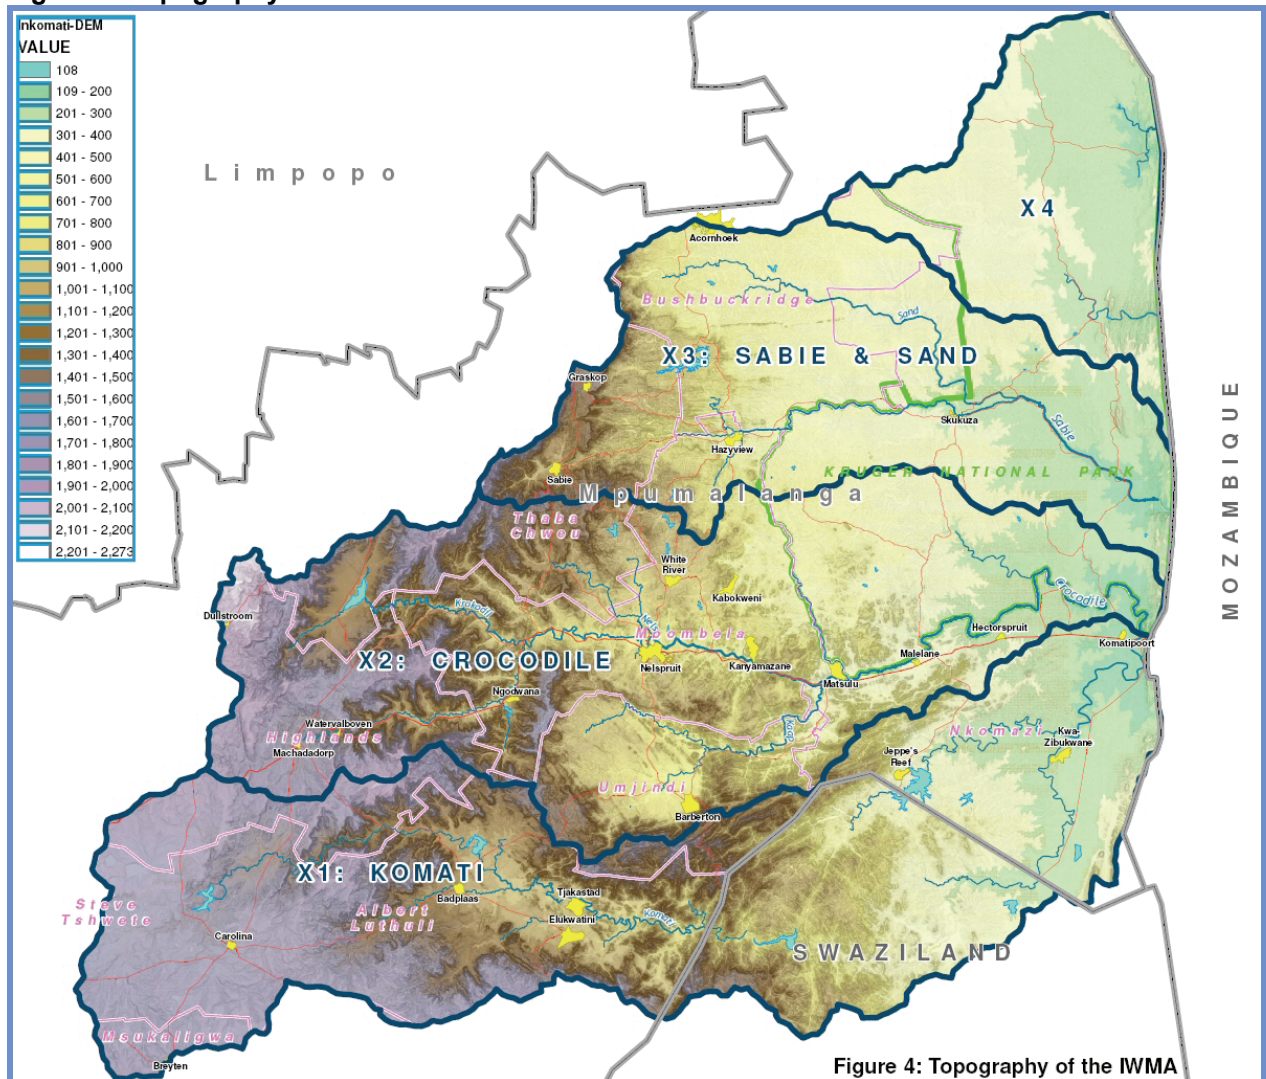 nkomati-DEM
VALUE
108
109 - 200
201 - 300
301 - 400
401 - 500
501 - 600
601 - 700
701 - 800
801 - 900
901 - 1,000
1,001 - 1,100
1,101 - 1,200
1,201 - 1,300
1,301 - 1,400
1,401 - 1,500
1,501 - 1,600
1,601 - 1,700
1,701 - 1,800
1,801 - 1,900
1,901 - 2,000
2,001 - 2,100
2,101 - 2,200
2,201 - 2,273
Limpopo
X4
Acornhoek
Bushbuckridge
Sand
X3: SABIE & SAND
Graskop
MOZAMBIQUE
Skukuza
Sabie
Hazyview
KRUGER NATIONAL PARK
Sabie
Mpumalanga
Thaba
Chweu
White
River
Kabokweni
Crocodile
Dullstroom
Krokodil
Nels
Mbombela
Hectorspruit
Komatipoort
X2: CROCODILE
Nelspruit
Kanyamazane
Malelane
Matsulu
Ngodwana
Watervalboven
Highlands
Machadadorp
Kaap
Nkomazi
Kwa-
Zibukwane
Jeppe's
Reef
Umjindi
Barberton
X1: KOMATI
Badplaas
Tjakastad
Steve
Tshwete
Albert
Luthuli
Elukwatini
Komati
Carolina
SWAZILAND
Msukaligwa
Breyten
Figure 4: Topography of the IWMA